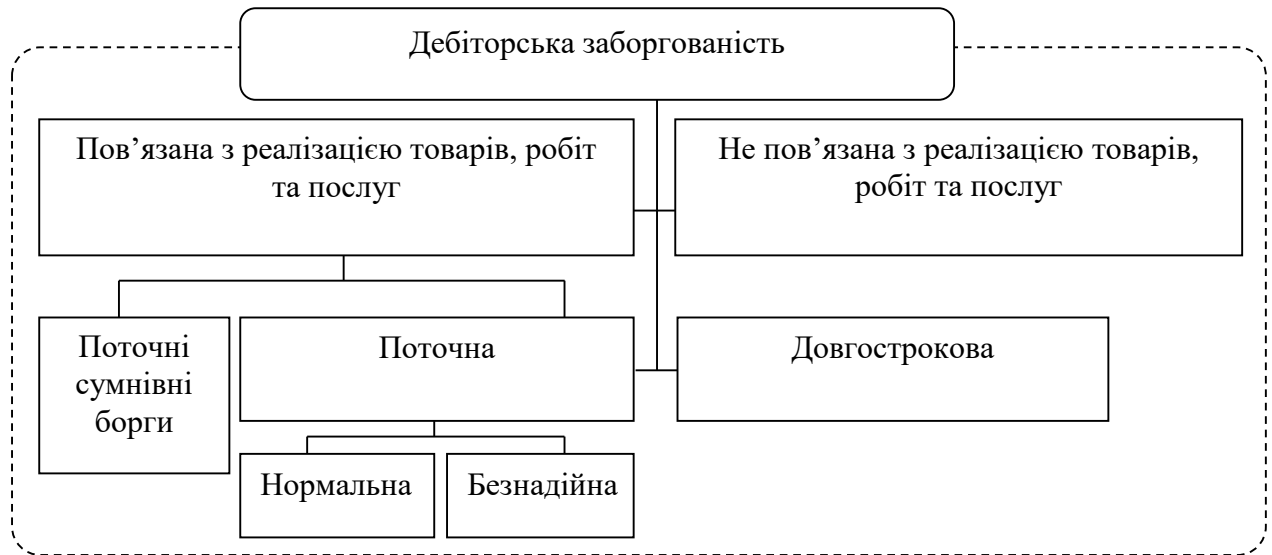 Дебіторська заборгованість
Пов’язана з реалізацією товарів, робіт
та послуг
Не пов’язана з реалізацією товарів,
робіт та послуг
Поточні
сумнівні
борги
Поточна
Довгострокова
Нормальна
Безнадійна